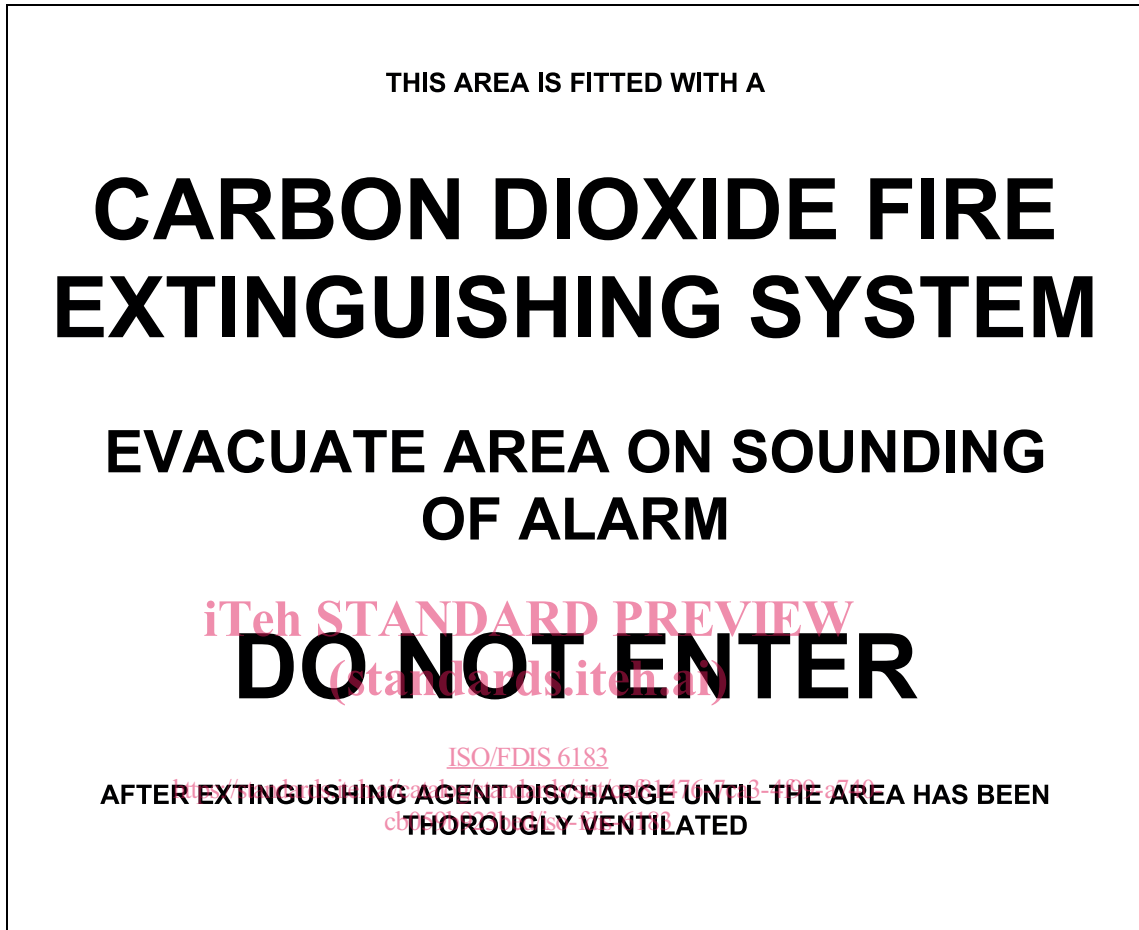 THIS AREA IS FITTED WITH A
CARBON DIOXIDE FIRE
EXTINGUISHING SYSTEM
EVACUATE AREA ON SOUNDING
OF ALARM
iTeh STANDARD PREVIEW
DO NOT ENTER
(standards.iteh.ai)
ISO/FDIS 6183
AFTER EXTINGUISHING AGENT DISCHARGE UNTIL THE AREA HAS BEEN
THOROUGLY VENTILATED